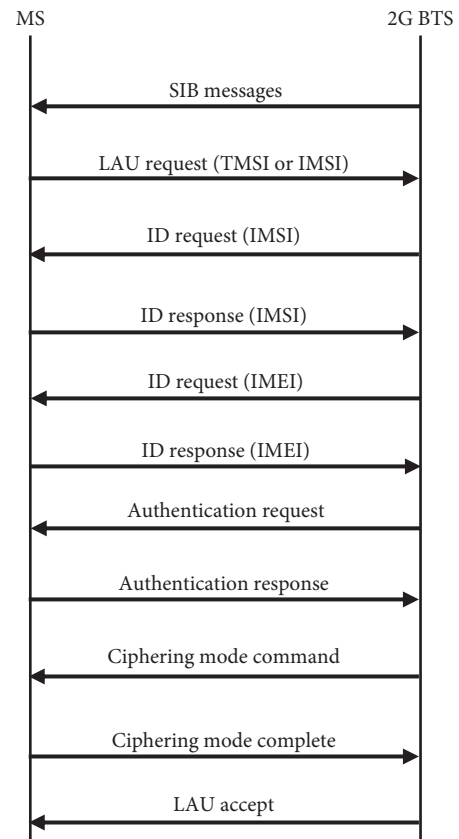 MS
2G BTS
SIB messages
LAU request (TMSI or IMSI)
ID request (IMSI)
ID response (IMSI)
ID request (IMEI)
ID response (IMEI)
Authentication request
Authentication response
Ciphering mode command
Ciphering mode complete
LAU accept